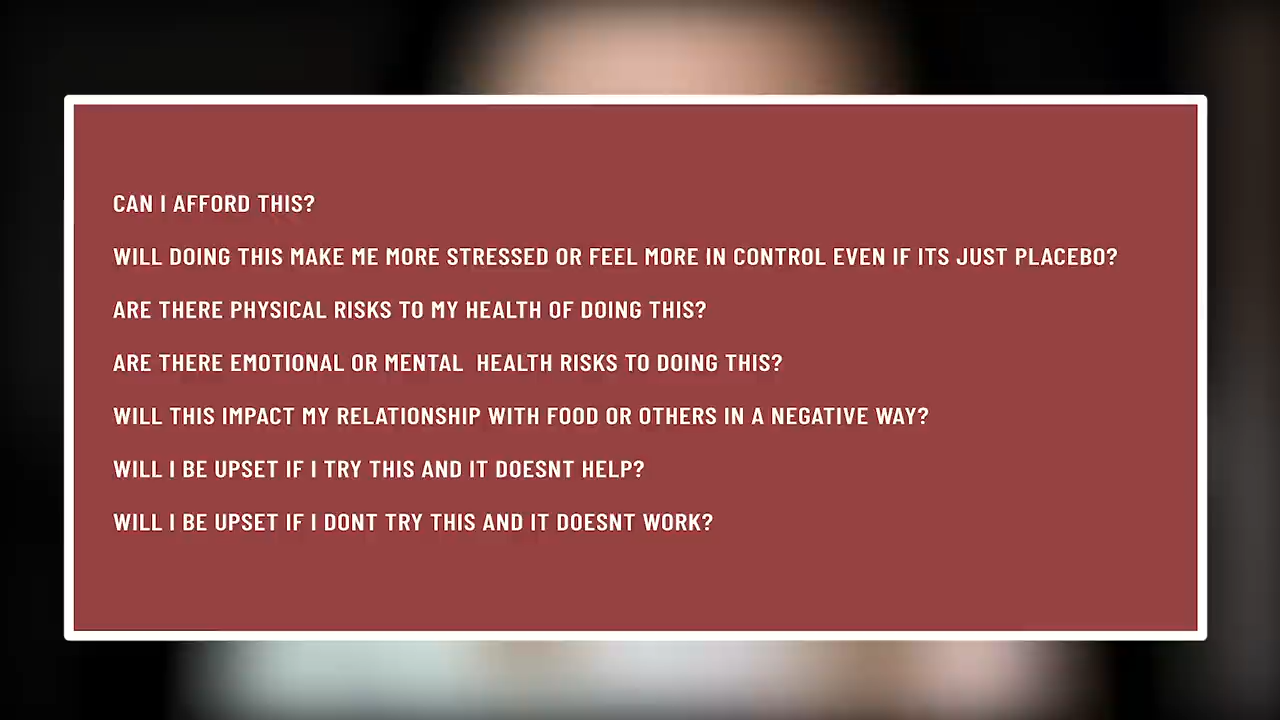 CAN I AFFORD THIS?
WILL DOING THIS MAKE ME MORE STRESSED OR FEEL MORE IN CONTROL EVEN IF ITS JUST PLACEBO?
ARE THERE PHYSICAL RISKS TO MY HEALTH OF DOING THIS?
ARE THERE EMOTIONAL OR MENTAL HEALTH RISKS TO DOING THIS?
WILL THIS IMPACT MY RELATIONSHIP WITH FOOD OR OTHERS IN A NEGATIVE WAY?
WILL I BE UPSET IF I TRY THIS AND IT DOESNT HELP?
WILL I BE UPSET IF I DONT TRY THIS AND IT DOESNT WORK?